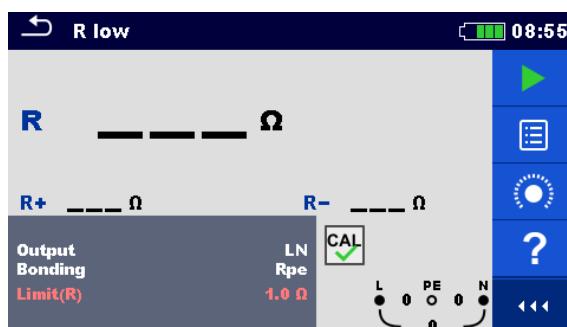 R low 08:55
R ___ Ω
R+ ___ Ω R− ___ Ω
Output LN
Bonding Rpe
Limit(R) 1.0 Ω
CAL
?
L PE N
0 0
0